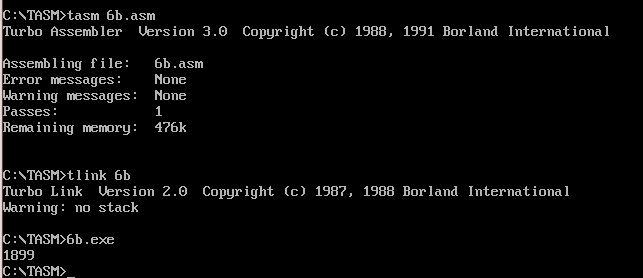 C:\TASM>tasm 6b.asm
Turbo Assembler  Version 3.0  Copyright (c) 1988, 1991 Borland International
Assembling file:   6b.asm
Error messages:    None
Warning messages:  None
Passes:            1
Remaining memory:  476k
C:\TASM>tlink 6b
Turbo Link  Version 2.0  Copyright (c) 1987, 1988 Borland International
Warning: no stack
C:\TASM>6b.exe
1899
C:\TASM>_